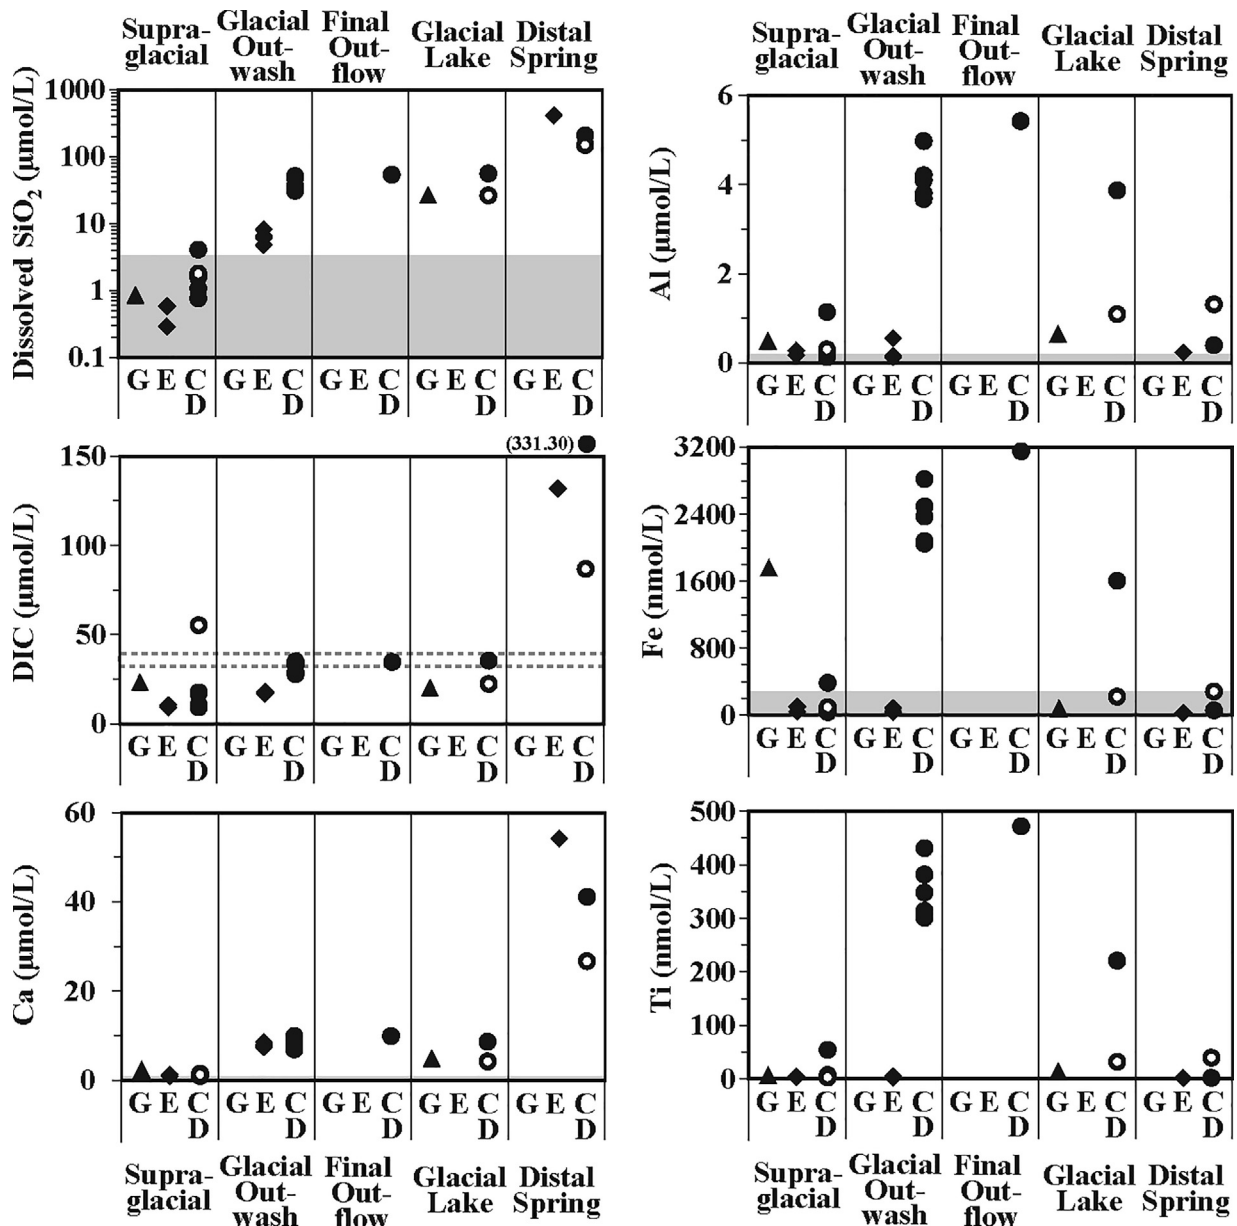 Supra-
glacial
Glacial
Out-
wash
Final
Out-
flow
Glacial
Lake
Distal
Spring
Dissolved SiO2 (µmol/L)
1000
100
10
1
0.1
G E C G E C G E C G E C G E C
D D D D D
(331.30)
DIC (µmol/L)
150
100
50
0
G E C G E C G E C G E C G E C
D D D D D
Ca (µmol/L)
60
40
20
0
G E C G E C G E C G E C G E C
D D D D D
Supra-
glacial
Glacial
Out-
wash
Final
Out-
flow
Glacial
Lake
Distal
Spring
Supra-
glacial
Glacial
Out-
wash
Final
Out-
flow
Glacial
Lake
Distal
Spring
Al (µmol/L)
6
4
2
0
G E C G E C G E C G E C G E C
D D D D D
Fe (nmol/L)
3200
2400
1600
800
0
G E C G E C G E C G E C G E C
D D D D D
Ti (nmol/L)
500
400
300
200
100
0
G E C G E C G E C G E C G E C
D D D D D
Supra-
glacial
Glacial
Out-
wash
Final
Out-
flow
Glacial
Lake
Distal
Spring